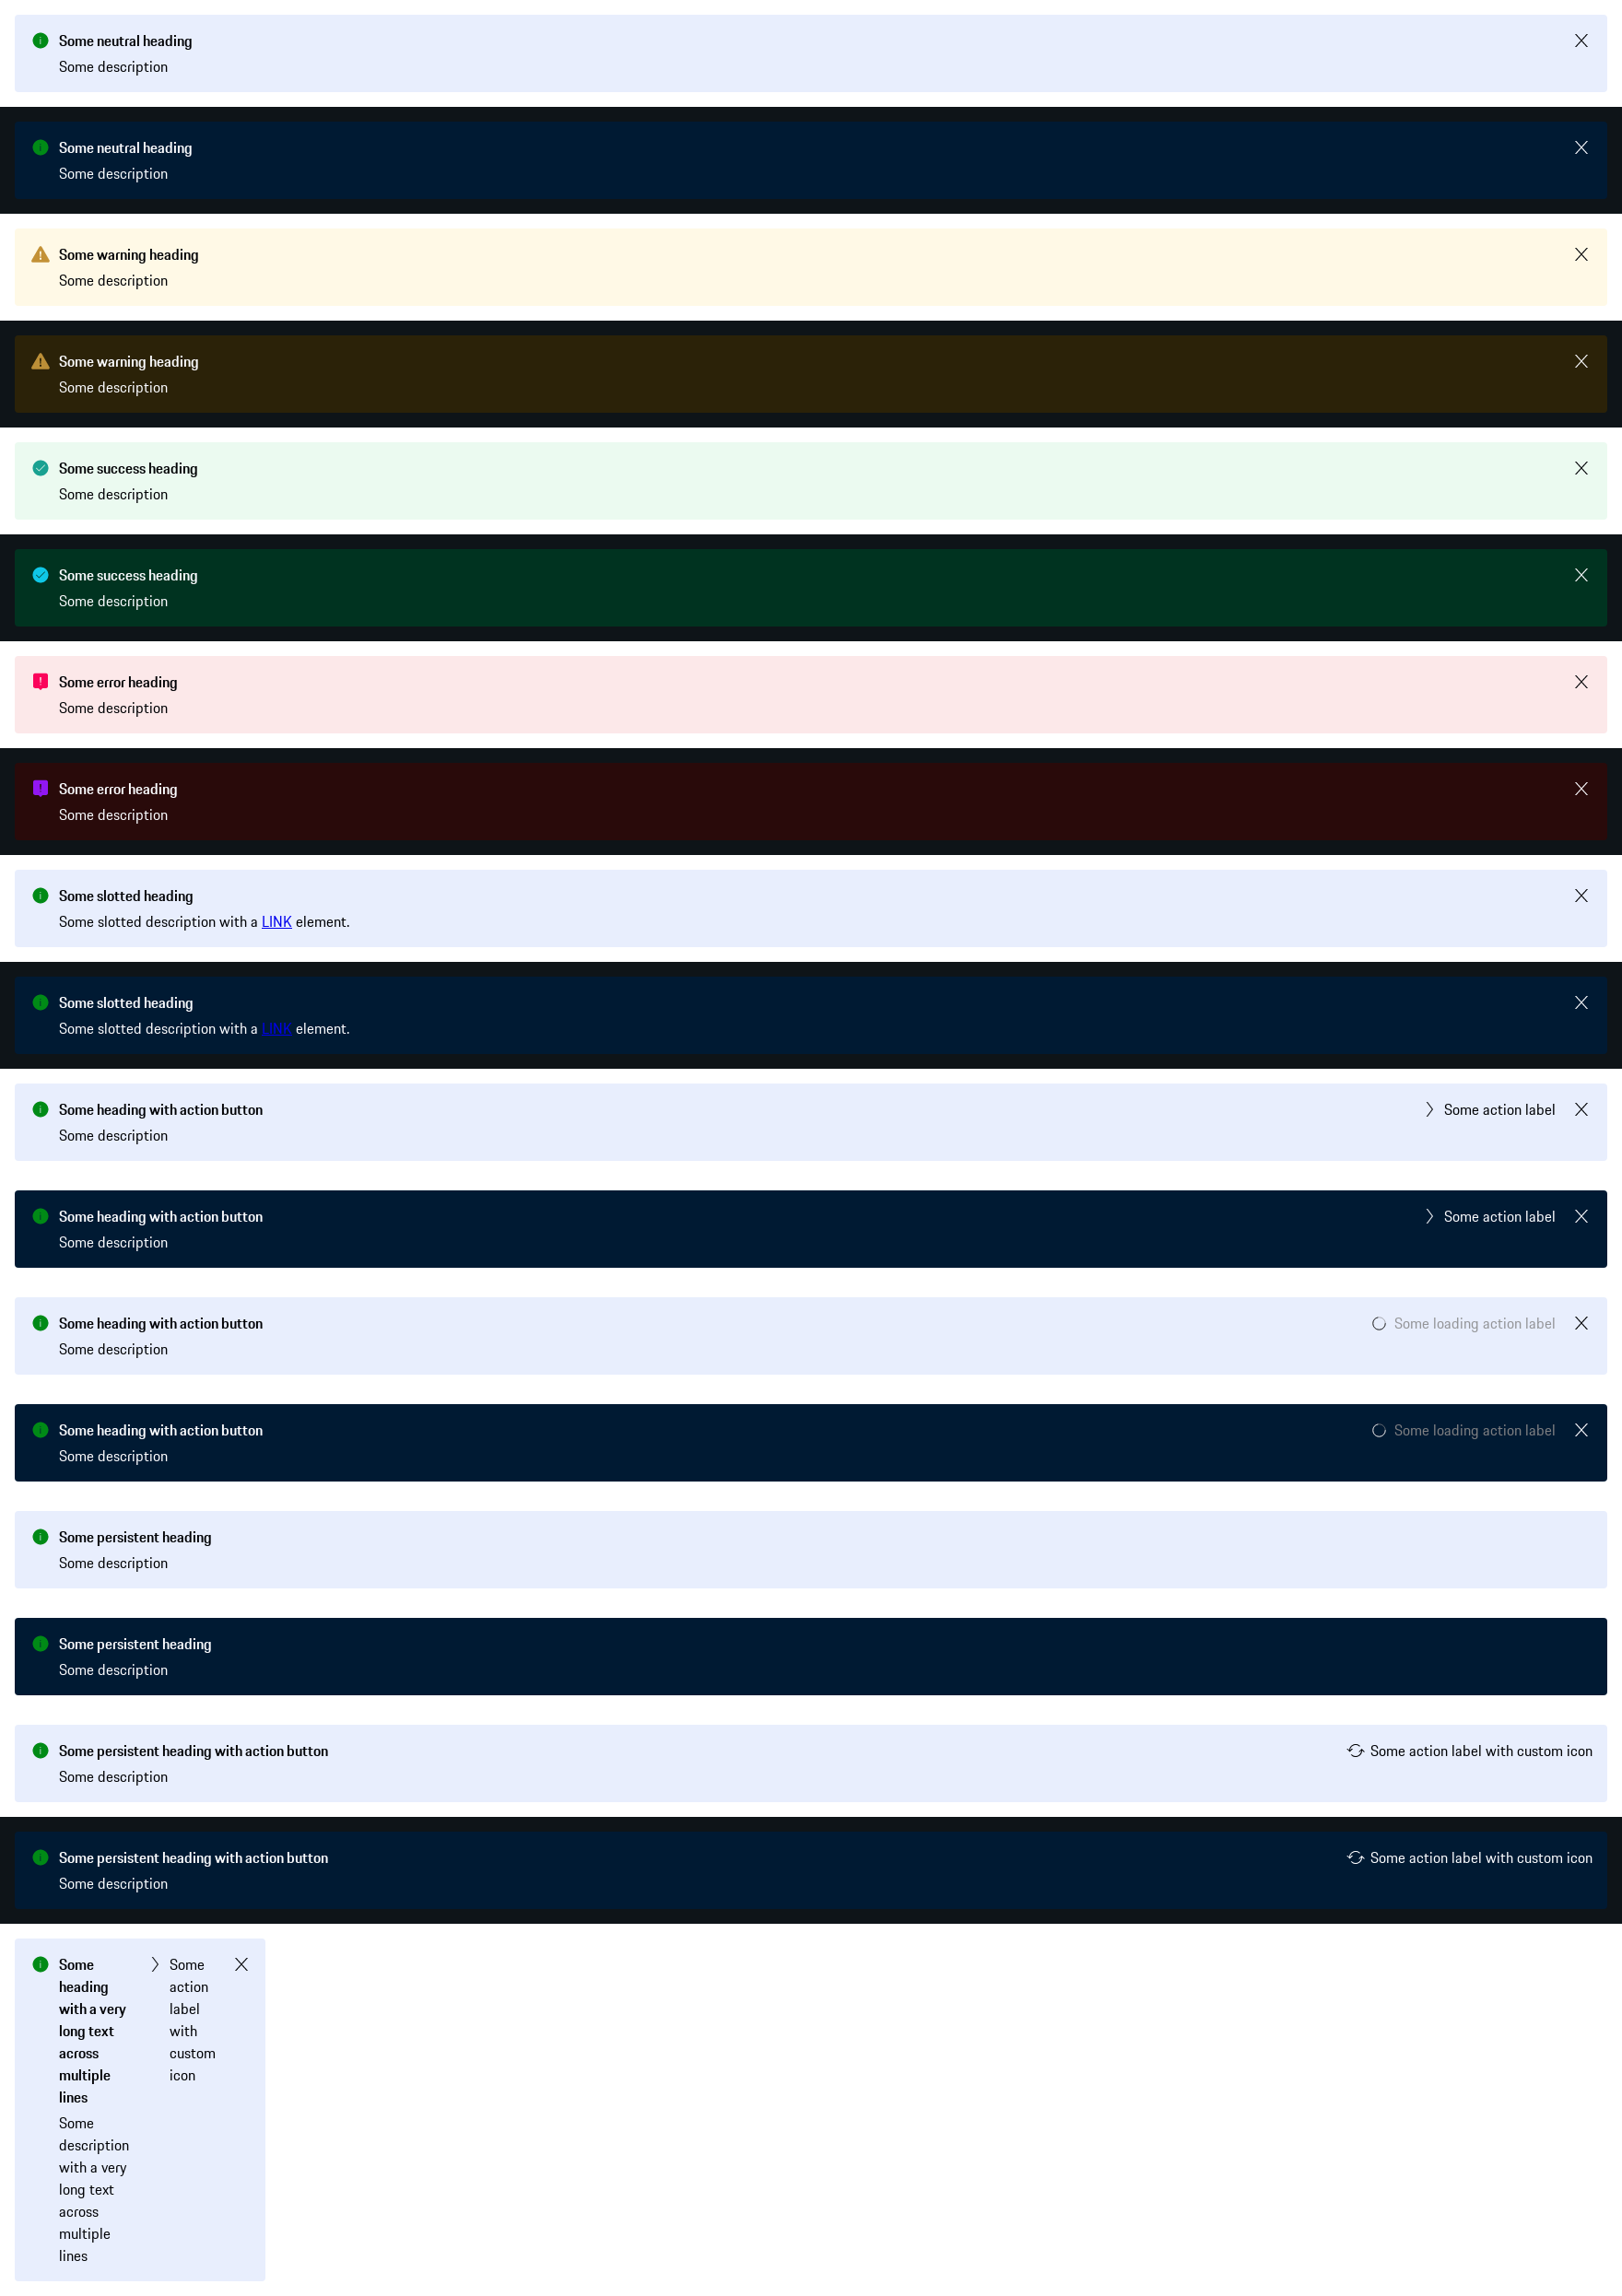 Some neutral heading
Some description
Some neutral heading
Some description
Some warning heading
Some description
Some warning heading
Some description
Some success heading
Some description
Some success heading
Some description
Some error heading
Some description
Some error heading
Some description
Some slotted heading
Some slotted description with a LINK element.
Some slotted heading
Some slotted description with a LINK element.
Some heading with action button
Some action label
Some description
Some heading with action button
Some action label
Some description
Some heading with action button
Some loading action label
Some description
Some heading with action button
Some loading action label
Some description
Some persistent heading
Some description
Some persistent heading
Some description
Some persistent heading with action button
Some action label with custom icon
Some description
Some persistent heading with action button
Some action label with custom icon
Some description
Some
heading
with a very
long text
across
multiple
lines
Some
description
with a very
long text
across
multiple
lines
Some
action
label
with
custom
icon